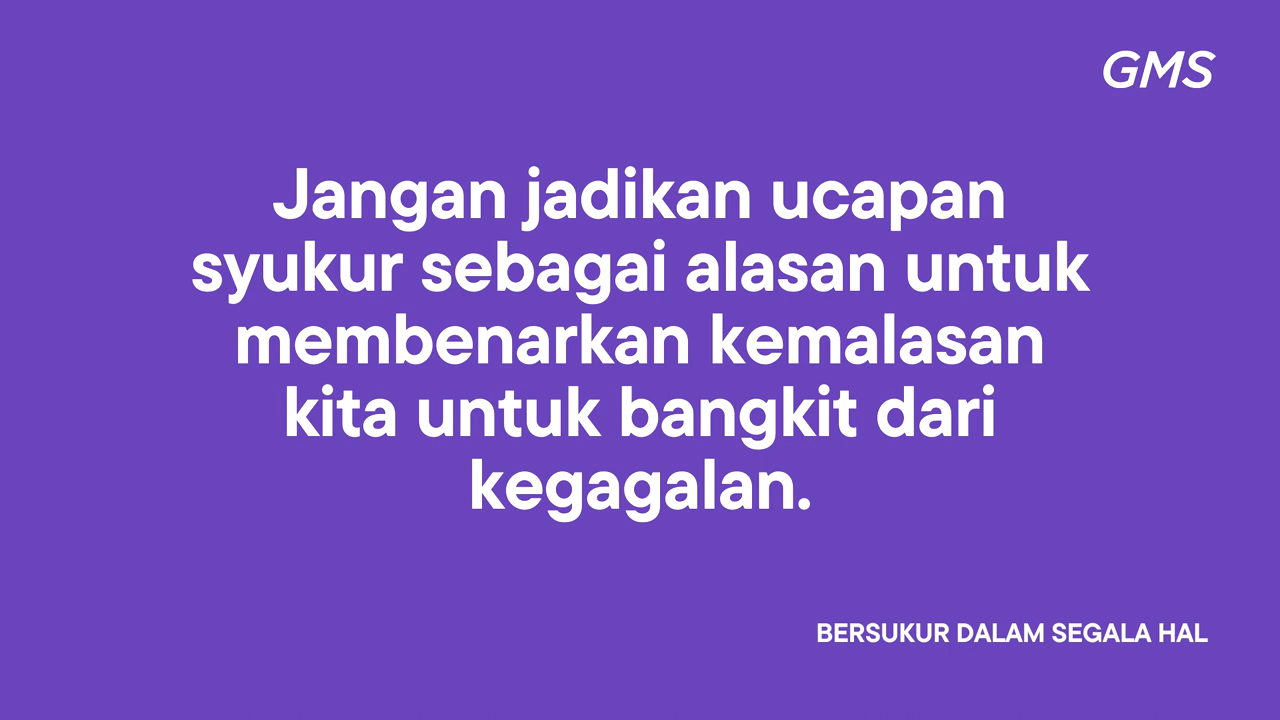 GMS
Jangan jadikan ucapan
syukur sebagai alasan untuk
membenarkan kemalasan
kita untuk bangkit dari
kegagalan.
BERSUKUR DALAM SEGALA HAL